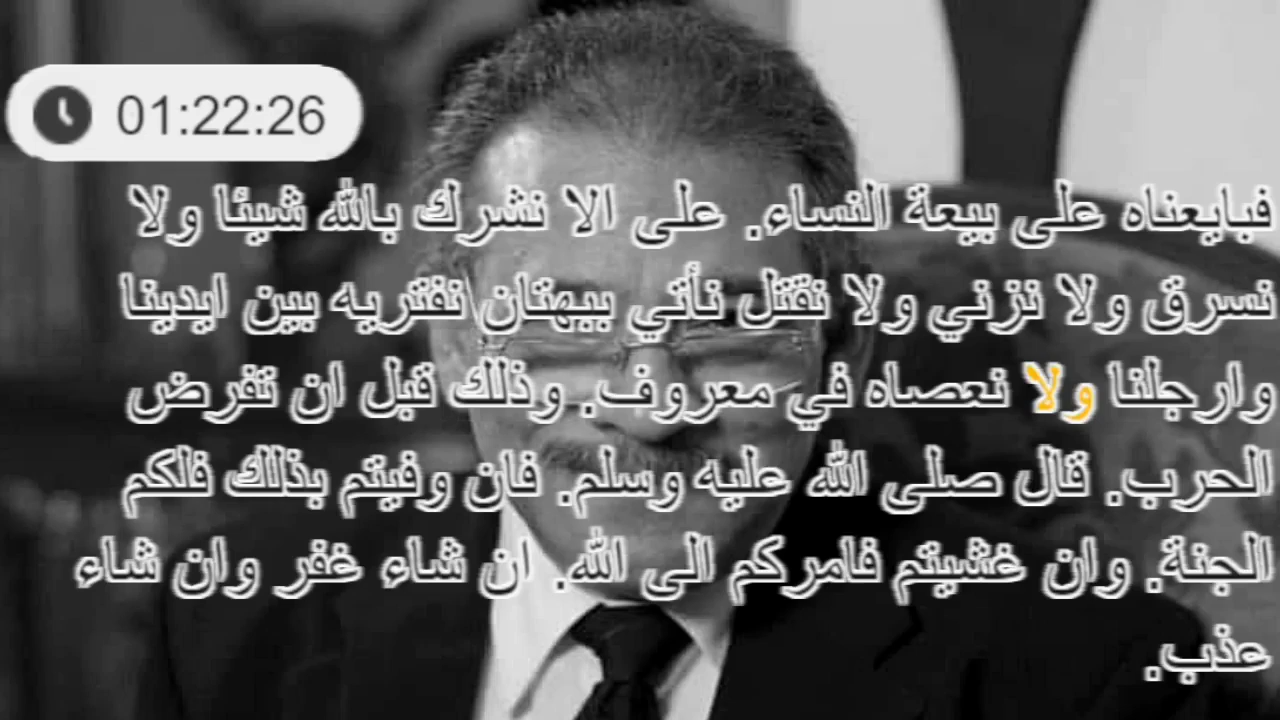 01:22:26
فبايعناه على بيعة النساء. على الا نشرك بالله شيئا ولا
نسرق ولا نزني ولا نقتل نأتي ببهتان نفتريه بين ايدينا
وارجلنا ولا نعصاه في معروف. وذلك قبل ان تفرض
الحرب. قال صلى الله عليه وسلم. فان وفيتم بذلك فلكم
الجنة. وان غشيتم فامركم الى الله. ان شاء غفر وان شاء
عذب.